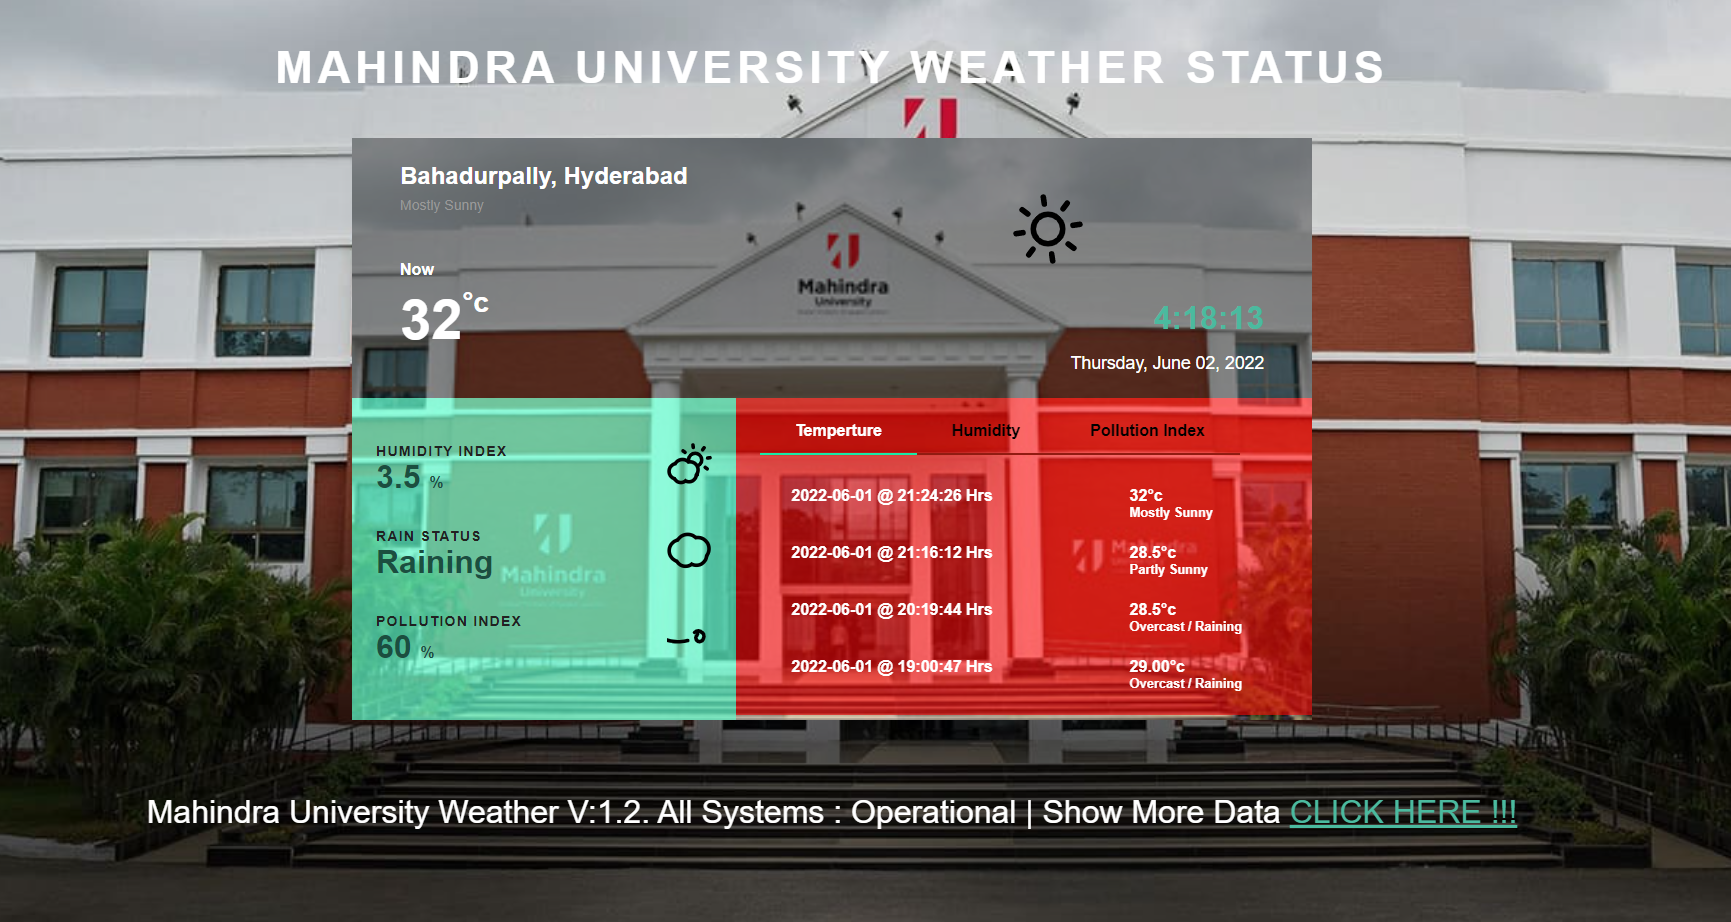 MAHINDRA UNIVERSITY WEATHER STATUS
Bahadurpally, Hyderabad
Mostly Sunny
Now
32°c
Mahindra
University
4:18:13
Thursday, June 02, 2022
HUMIDITY INDEX
3.5 %
RAIN STATUS
Raining
POLLUTION INDEX
60 %
Mahindra
University
Temperture Humidity Pollution Index
2022-06-01 @ 21:24:26 Hrs 32°c
Mostly Sunny
2022-06-01 @ 21:16:12 Hrs 28.5°c
Partly Sunny
2022-06-01 @ 20:19:44 Hrs 28.5°c
Overcast / Raining
2022-06-01 @ 19:00:47 Hrs 29.00°c
Overcast / Raining
Mahindra
University
Mahindra University Weather V:1.2. All Systems : Operational | Show More Data CLICK HERE !!!